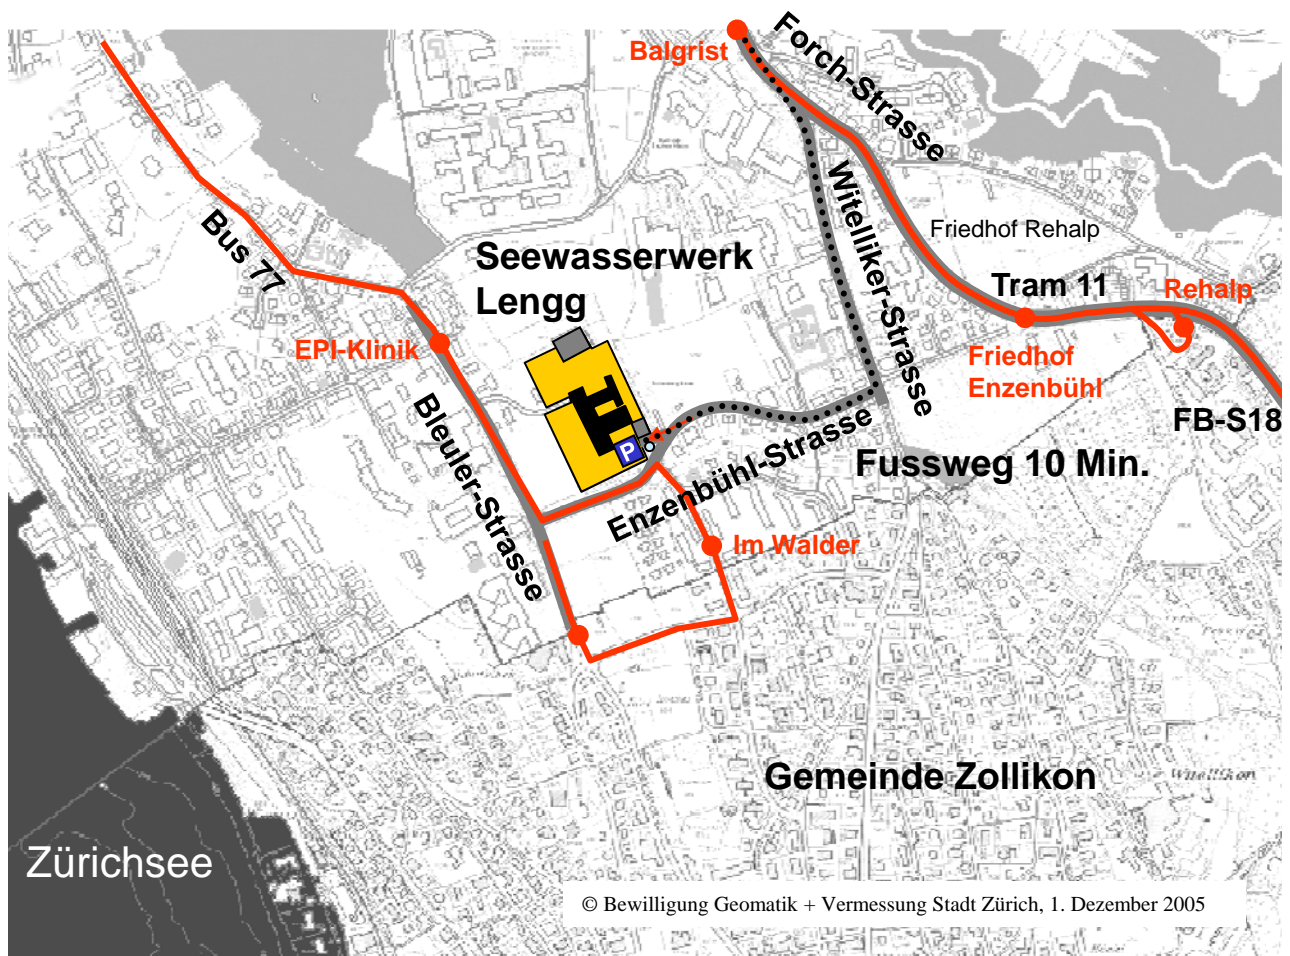 Balgrist
Forch-Strasse
Bus 77
Seewasserwerk
Lengg
Witelliker-Strasse
Friedhof Rehalp
Tram 11
Rehalp
EPI-Klinik
Friedhof
Enzenbühl
FB-S18
Bleuler-Strasse
P
Enzenbühl-Strasse
Fussweg 10 Min.
Im Walder
Gemeinde Zollikon
Witellikon
Zürichsee
© Bewilligung Geomatik + Vermessung Stadt Zürich, 1. Dezember 2005